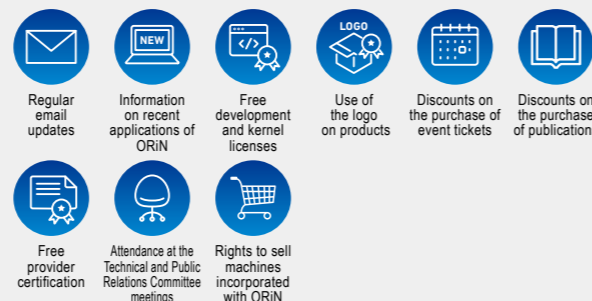 NEW
</>
LOGO
Regular
email
updates
Information
on recent
applications of
ORiN
Free
development
and kernel
licenses
Use of
the logo
on products
Discounts on
the purchase of
event tickets
Discounts on
the purchase
of publication
Free
provider
certification
Attendance at the
Technical and Public
Relations Committee
meetings
Rights to sell
machines
incorporated
with ORiN